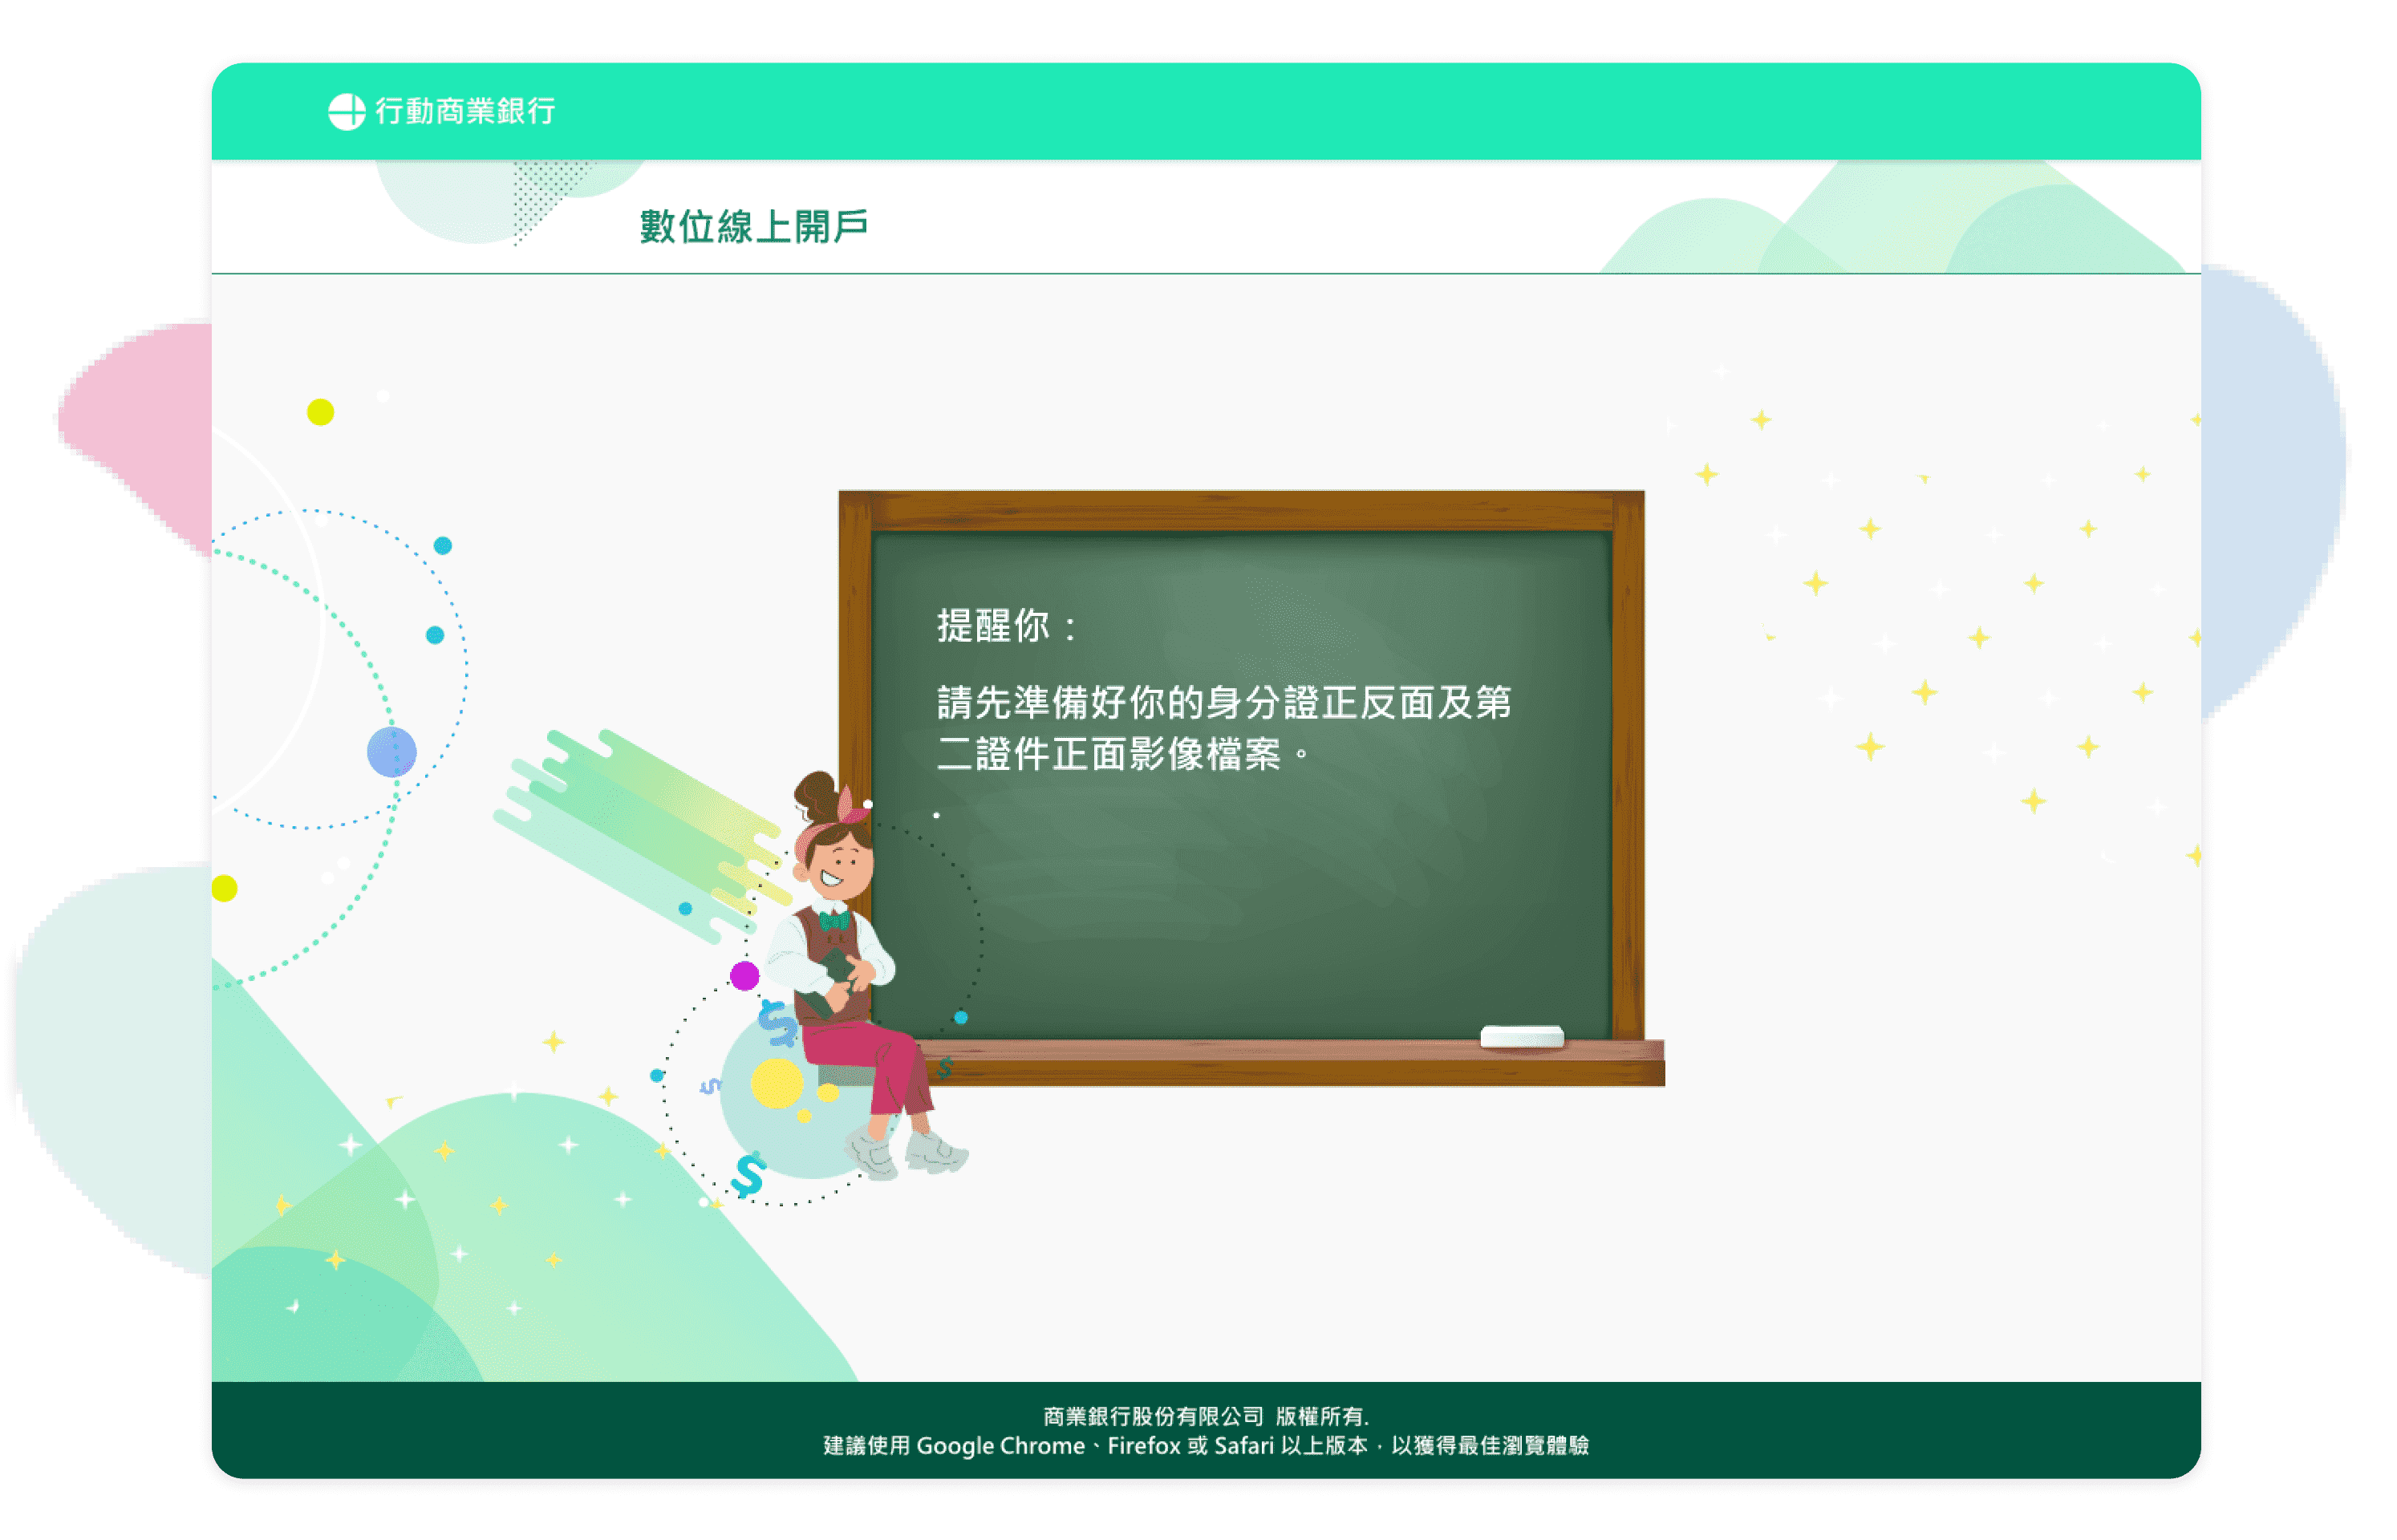 行動商業銀行
數位線上開戶
提醒你：
請先準備好你的身分證正反面及第
二證件正面影像檔案。
商業銀行股份有限公司 版權所有.
建議使用 Google Chrome、Firefox 或 Safari 以上版本，以獲得最佳瀏覽體驗